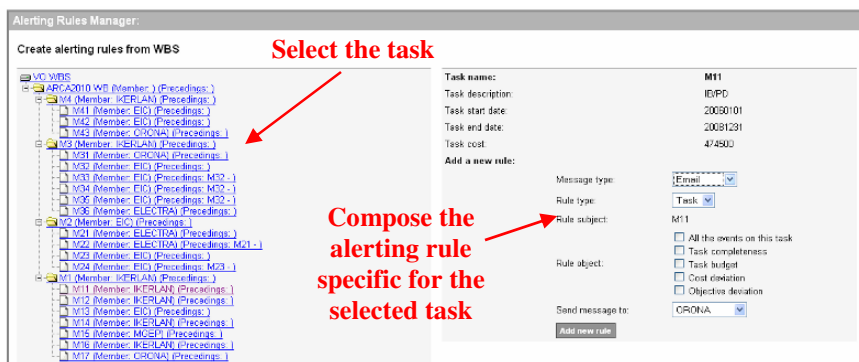 Alerting Rules Manager:
Create alerting rules from WBS
Select the task
VO WBS
ARCA2010 WB (Member: ) (Precedings: )
M4 (Member: IKERLAN) (Precedings: )
M41 (Member: EIC) (Precedings: )
M42 (Member: EIC) (Precedings: )
M43 (Member: ORONA) (Precedings: )
M3 (Member: IKERLAN) (Precedings: )
M31 (Member: ORONA) (Precedings: )
M32 (Member: EIC) (Precedings: )
M33 (Member: EIC) (Precedings: M32 - )
M34 (Member: EIC) (Precedings: M32 - )
M35 (Member: EIC) (Precedings: M32 - )
M36 (Member: ELECTRA) (Precedings: )
M2 (Member: EIC) (Precedings: )
M21 (Member: ELECTRA) (Precedings: )
M22 (Member: ELECTRA) (Precedings: M21 - )
M23 (Member: EIC) (Precedings: )
M24 (Member: EIC) (Precedings: M23 - )
M1 (Member: IKERLAN) (Precedings: )
M11 (Member: IKERLAN) (Precedings: )
M12 (Member: IKERLAN) (Precedings: )
M13 (Member: EIC) (Precedings: )
M14 (Member: IKERLAN) (Precedings: )
M15 (Member: MGEP) (Precedings: )
M16 (Member: IKERLAN) (Precedings: )
M17 (Member: ORONA) (Precedings: )
Compose the
alerting rule
specific for the
selected task
Task name: M11
Task description: IB/PD
Task start date: 20060101
Task end date: 20081231
Task cost: 474500
Add a new rule:
Message type: Email
Rule type: Task
Rule subject: M11
Rule object:
All the events on this task
Task completeness
Task budget
Cost deviation
Objective deviation
Send message to: ORONA
Add new rule